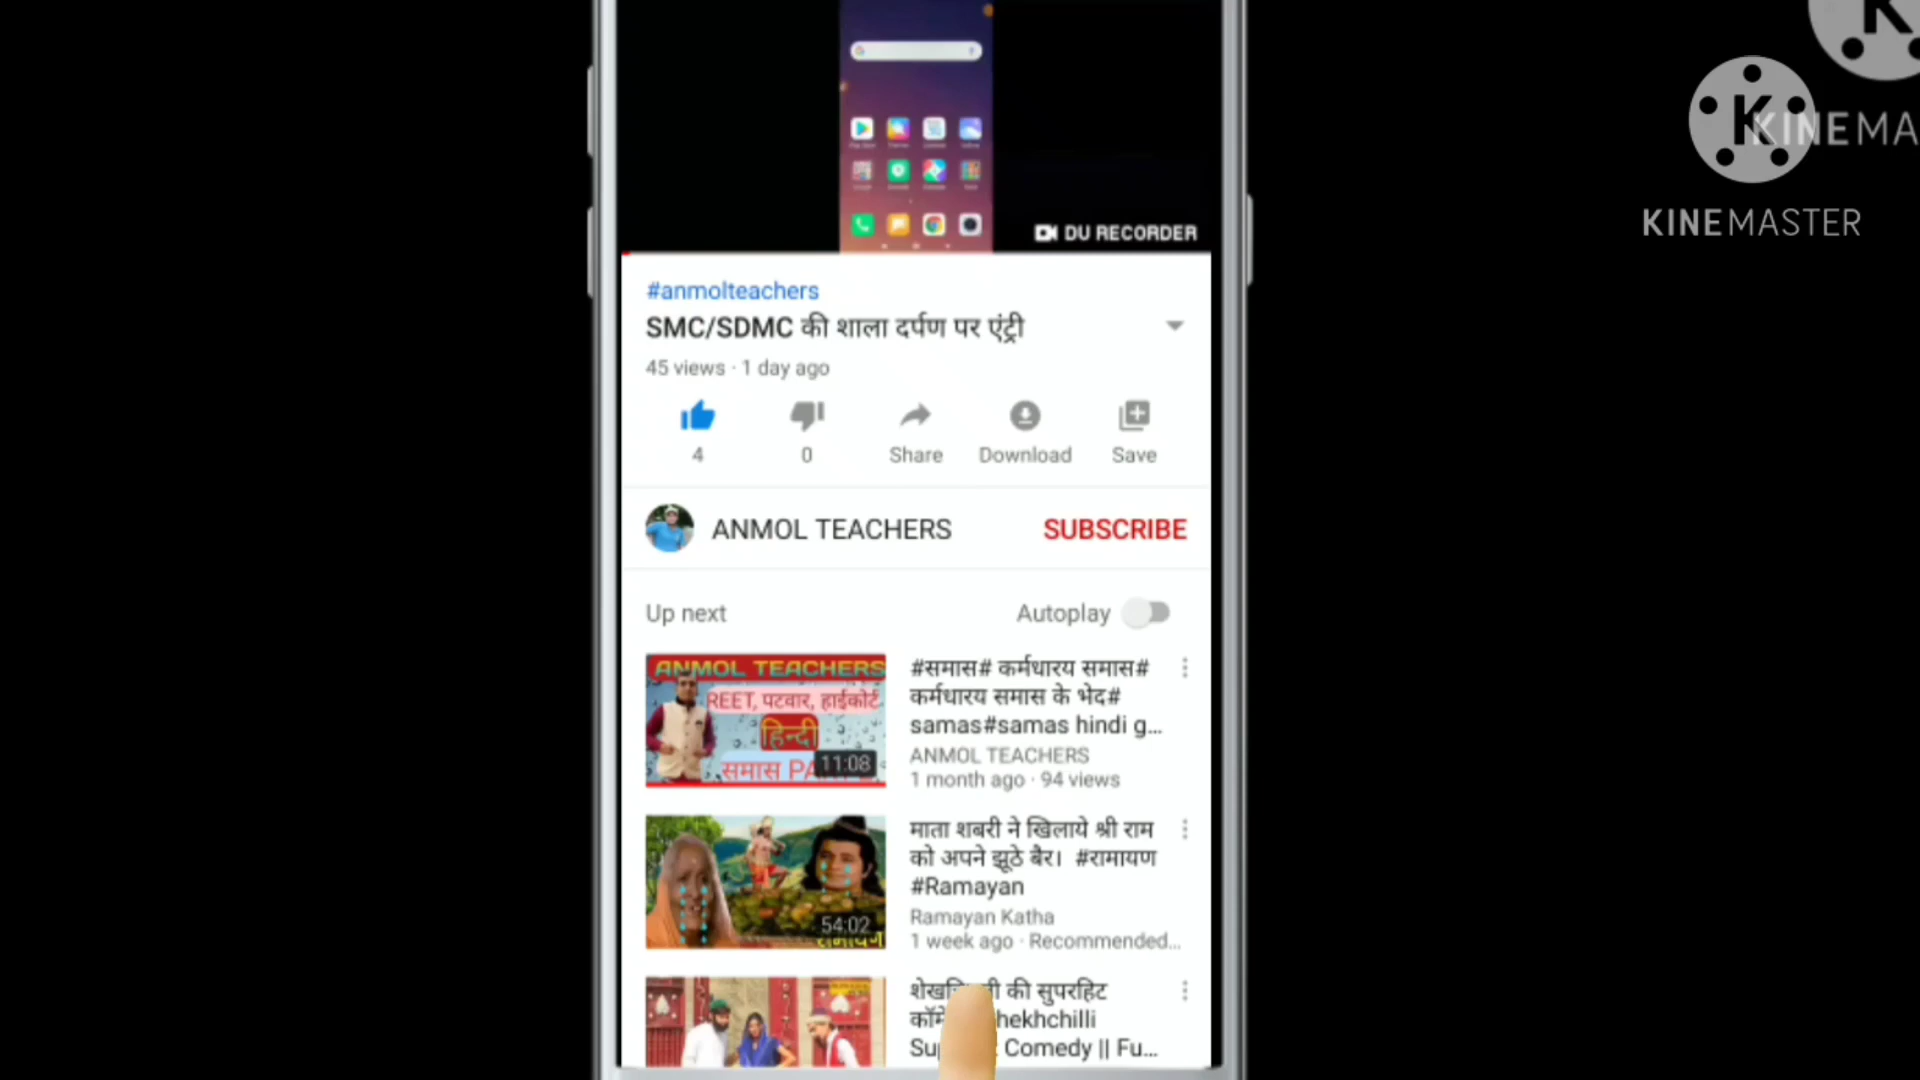 DU RECORDER
KINEMA
KINEMASTER
#anmolteachers
SMC/SDMC की शाला दर्पण पर एंट्री
45 views · 1 day ago
4
0
Share
Download
Save
ANMOL TEACHERS
SUBSCRIBE
Up next
Autoplay
ANMOL TEACHERS
REET, पटवार, हाईकोर्ट
हिन्दी
समास
11:08
#समास# कर्मधारय समास#
कर्मधारय समास के भेद#
samas#samas hindi g...
ANMOL TEACHERS
1 month ago · 94 views
54:02
रामायण
माता शबरी ने खिलाये श्री राम
को अपने झूठे बैर। #रामायण
#Ramayan
Ramayan Katha
1 week ago · Recommended...
की सुपरहिट
Comedy || Fu...